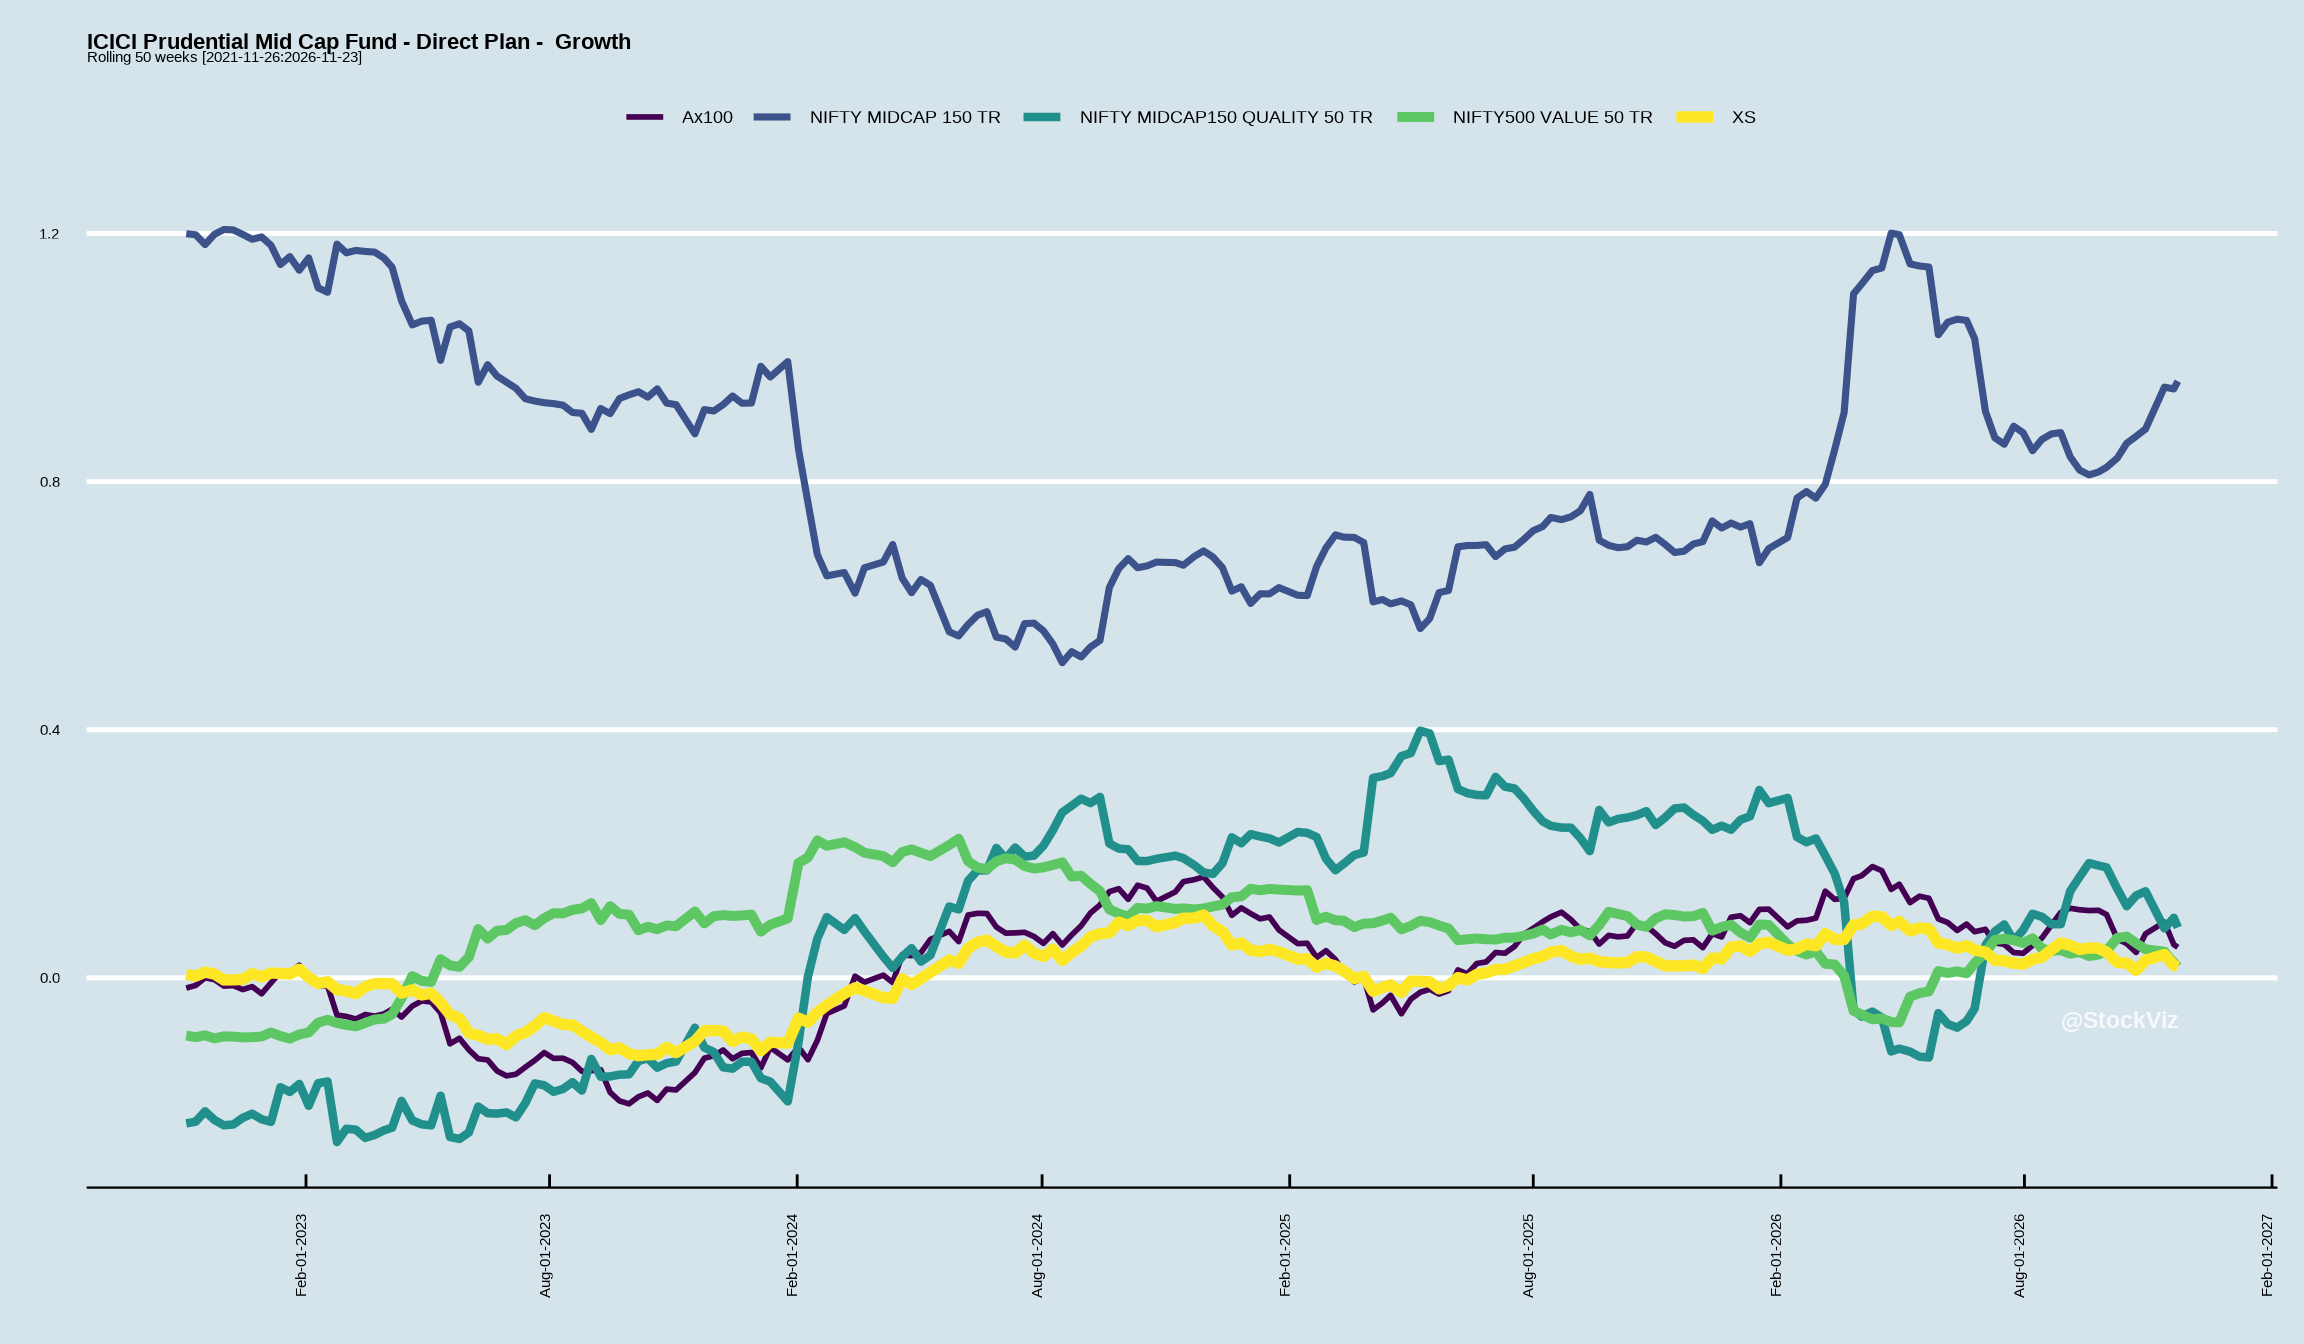 ICICI Prudential Mid Cap Fund - Direct Plan -  Growth
Rolling 50 weeks [2021-11-26:2026-11-23]
Ax100 NIFTY MIDCAP 150 TR NIFTY MIDCAP150 QUALITY 50 TR NIFTY500 VALUE 50 TR XS
1.2
0.8
0.4
0.0
@StockViz
Feb-01-2023 Aug-01-2023 Feb-01-2024 Aug-01-2024 Feb-01-2025 Aug-01-2025 Feb-01-2026 Aug-01-2026 Feb-01-2027